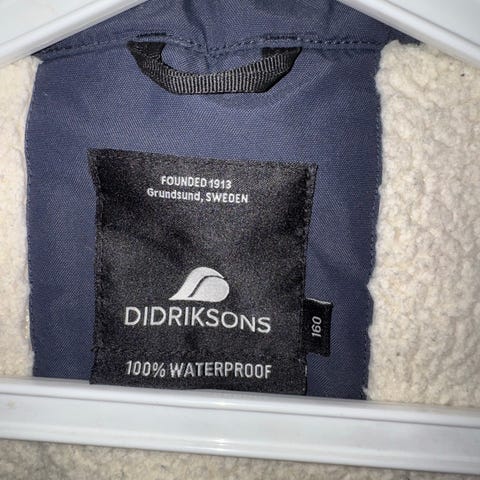 FOUNDED 1913
Grundsund, SWEDEN
DIDRIKSONS
160
100% WATERPROOF